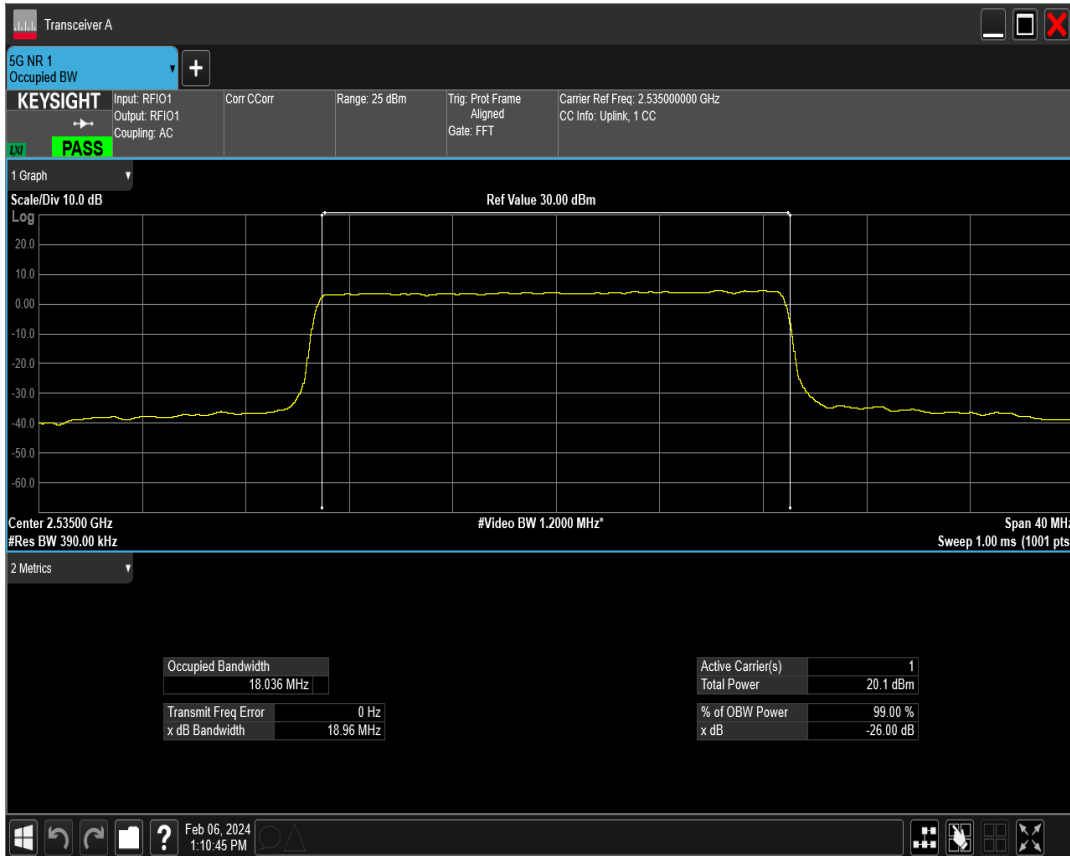 Transceiver A
5G NR 1
Occupied BW
KEYSIGHT
LXI
PASS
Input: RFIO1
Output: RFIO1
Coupling: AC
Corr CCorr
Range: 25 dBm
Trig: Prot Frame
Aligned
Gate: FFT
Carrier Ref Freq: 2.535000000 GHz
CC Info: Uplink, 1 CC
1 Graph
Scale/Div 10.0 dB
Ref Value 30.00 dBm
Log
20.0
10.0
0.00
-10.0
-20.0
-30.0
-40.0
-50.0
-60.0
Center 2.53500 GHz
#Video BW 1.2000 MHz*
Span 40 MHz
#Res BW 390.00 kHz
Sweep 1.00 ms (1001 pts
2 Metrics
Occupied Bandwidth
18.036 MHz
Transmit Freq Error 0 Hz
x dB Bandwidth 18.96 MHz
Active Carrier(s) 1
Total Power 20.1 dBm
% of OBW Power 99.00 %
x dB -26.00 dB
?
Feb 06, 2024
1:10:45 PM